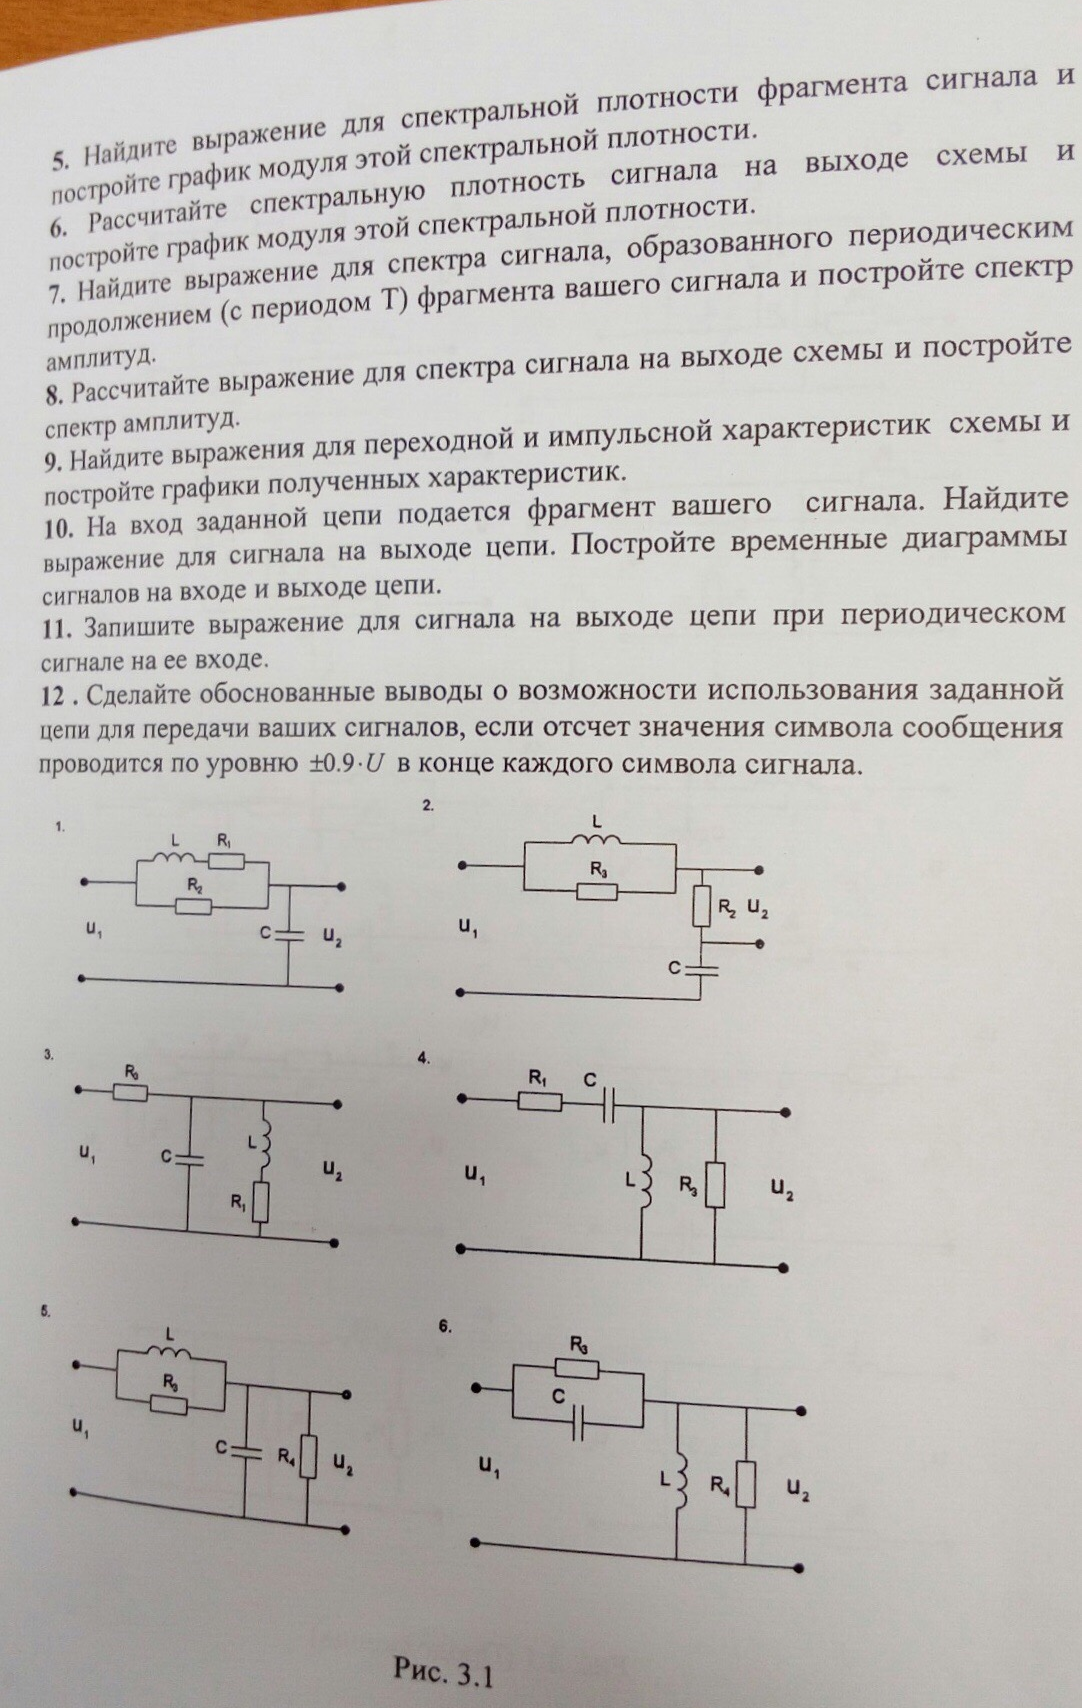 5. Найдите выражение для спектральной плотности фрагмента сигнала и
постройте график модуля этой спектральной плотности.
6. Рассчитайте спектральную плотность сигнала на выходе схемы и
постройте график модуля этой спектральной плотности.
7. Найдите выражение для спектра сигнала, образованного периодическим
продолжением (с периодом Т) фрагмента вашего сигнала и постройте спектр
амплитуд.
8. Рассчитайте выражение для спектра сигнала на выходе схемы и постройте
спектр амплитуд.
9. Найдите выражения для переходной и импульсной характеристик схемы и
постройте графики полученных характеристик.
10. На вход заданной цепи подается фрагмент вашего сигнала. Найдите
выражение для сигнала на выходе цепи. Постройте временные диаграммы
сигналов на входе и выходе цепи.
11. Запишите выражение для сигнала на выходе цепи при периодическом
сигнале на ее входе.
12 . Сделайте обоснованные выводы о возможности использования заданной
цепи для передачи ваших сигналов, если отсчет значения символа сообщения
проводится по уровню ±0.9·U в конце каждого символа сигнала.
1.
L R₁
R₂
u₁ C u₂
2.
L
R₃
u₁ R₂ u₂
C
3.
R₀
u₁ C L u₂
R₁
4.
R₁ C
u₁ L R₃ u₂
5.
L
R₃
u₁ C R₄ u₂
6.
R₃
C
u₁ L R₄ u₂
Рис. 3.1